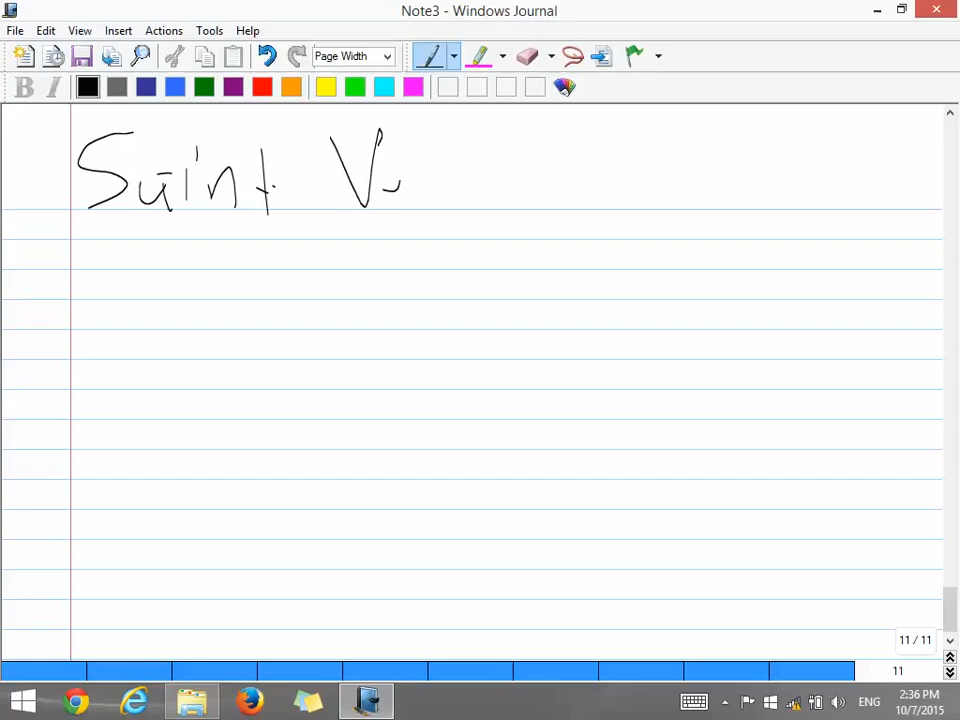 Note3 - Windows Journal
File Edit View Insert Actions Tools Help
Page Width
B I
Saint V
11 / 11
11
ENG
2:36 PM
10/7/2015